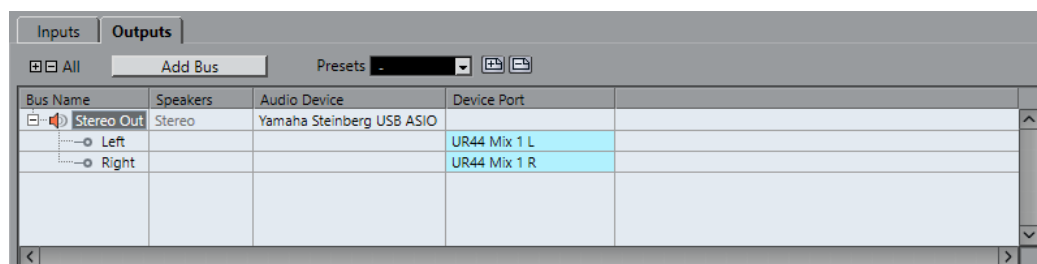 Inputs Outputs
All Add Bus Presets -
Bus Name Speakers Audio Device Device Port
Stereo Out Stereo Yamaha Steinberg USB ASIO
Left UR44 Mix 1 L
Right UR44 Mix 1 R